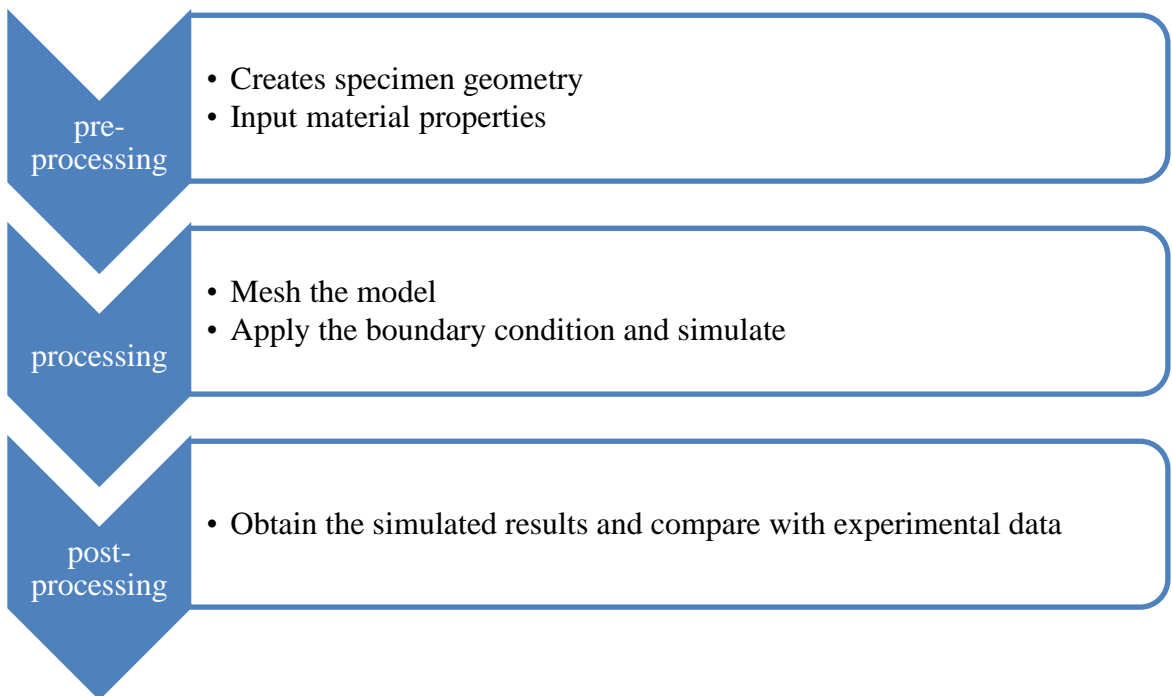 pre-
processing
• Creates specimen geometry
• Input material properties
processing
• Mesh the model
• Apply the boundary condition and simulate
post-
processing
• Obtain the simulated results and compare with experimental data